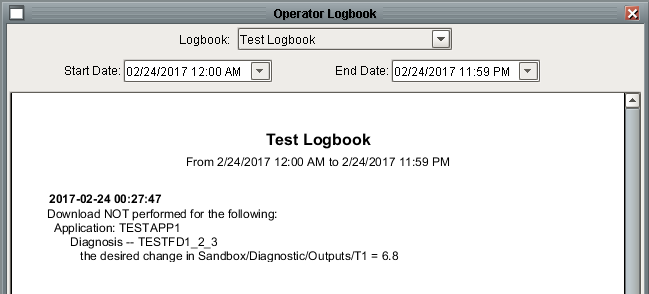 Operator Logbook
Logbook: Test Logbook
Start Date: 02/24/2017 12:00 AM End Date: 02/24/2017 11:59 PM
Test Logbook
From 2/24/2017 12:00 AM to 2/24/2017 11:59 PM
2017-02-24 00:27:47
Download NOT performed for the following:
Application: TESTAPP1
Diagnosis -- TESTFD1_2_3
the desired change in Sandbox/Diagnostic/Outputs/T1 = 6.8